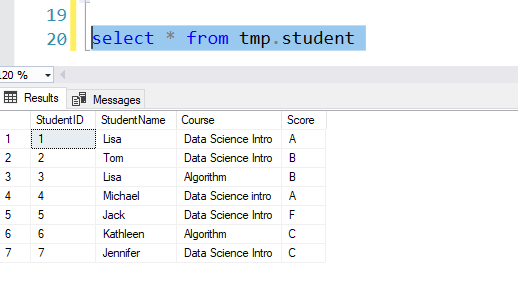 19
20 select * from tmp.student
.20 %
Results Messages
StudentID StudentName Course Score
1 1 Lisa Data Science Intro A
2 2 Tom Data Science Intro B
3 3 Lisa Algorithm B
4 4 Michael Data Science intro A
5 5 Jack Data Science Intro F
6 6 Kathleen Algorithm C
7 7 Jennifer Data Science Intro C